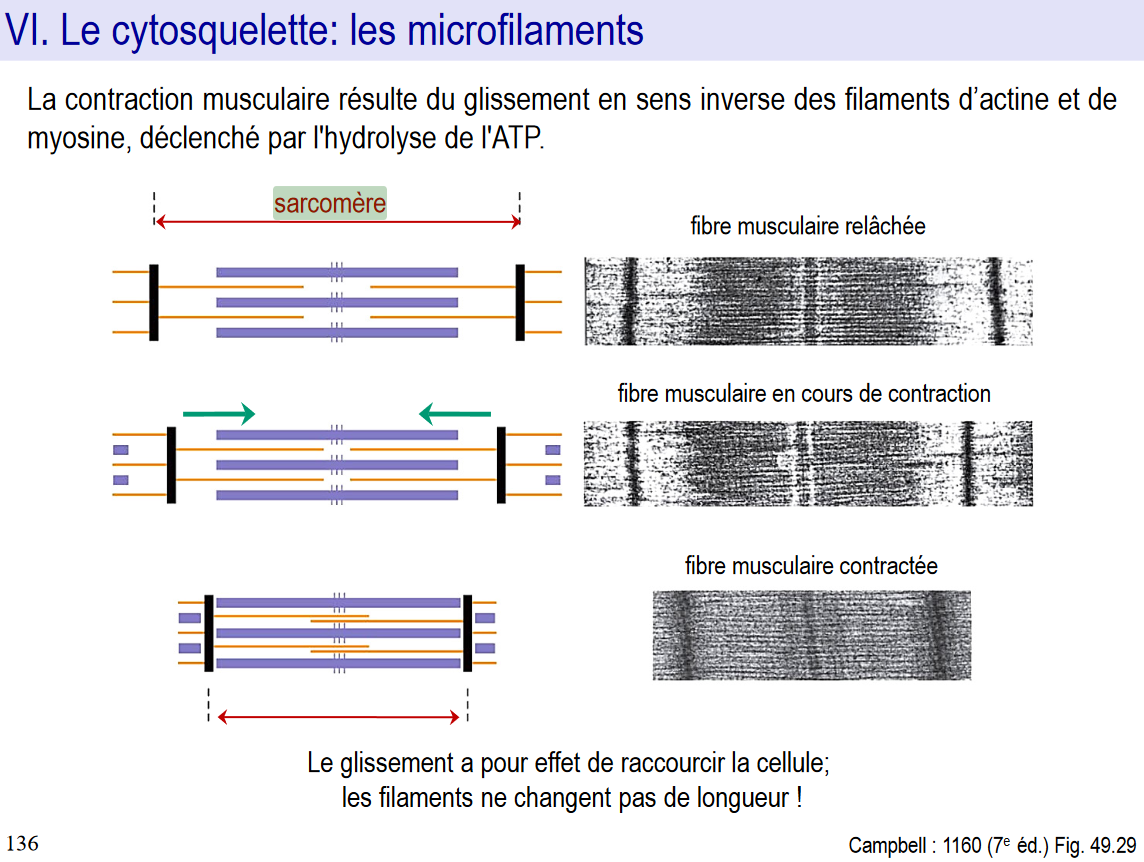 VI. Le cytosquelette: les microfilaments
La contraction musculaire résulte du glissement en sens inverse des filaments d’actine et de
myosine, déclenché par l'hydrolyse de l'ATP.
sarcomère
fibre musculaire relâchée
fibre musculaire en cours de contraction
fibre musculaire contractée
Le glissement a pour effet de raccourcir la cellule;
les filaments ne changent pas de longueur !
136
Campbell : 1160 (7e éd.) Fig. 49.29